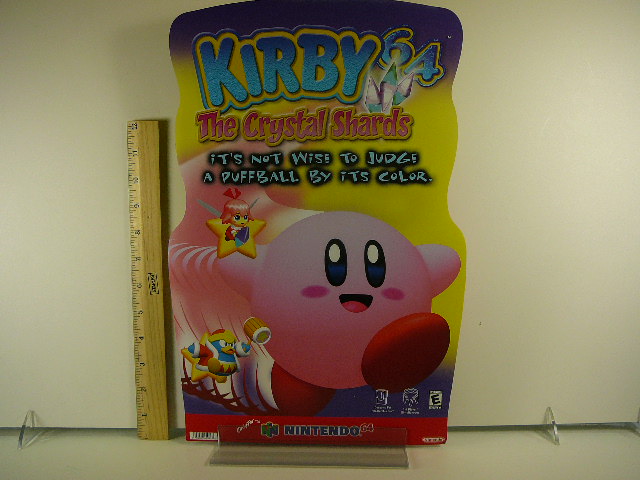 KIRBY 64
The Crystal Shards
iT'S NOT WiSE TO JUDGE
A PUFFBALL BY iTS COLOR.
E
NINTENDO 64